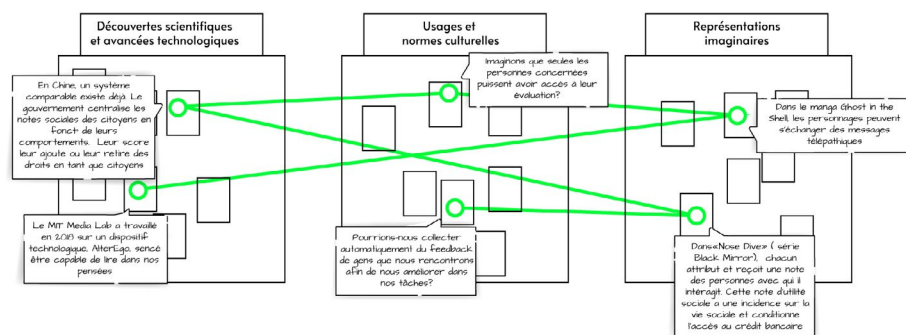 Découvertes scientifiques
et avancées technologiques
Usages et
normes culturelles
Représentations
imaginaires
En Chine, un système
comparable existe déjà. Le
gouvernement centralise les
notes sociales des citoyens en
fonct° de leurs
comportements. Leur score
leur ajoute ou leur retire des
droits en tant que citoyens
Imaginons que seules les
personnes concernées
puissent avoir accès à leur
évaluation?
Dans le manga Ghost in the
Shell, les personnages peuvent
s'échanger des messages
télépathiques
Le MIT Media Lab a travaillé
en 2018 sur un dispositif
technologique, AlterEgo, sencé
être capable de lire dans nos
pensées
Pourrions-nous collecter
automatiquement du feedback
de gens que nous rencontrons
afin de nous améliorer dans
nos tâches?
Dans«Nose Dive» ( série
Black Mirror), chacun
attribut et reçoit une note
des personnes avec qui il
interagit. Cette note d'utilité
sociale a une incidence sur la
vie sociale et conditionne
l'accès au crédit bancaire